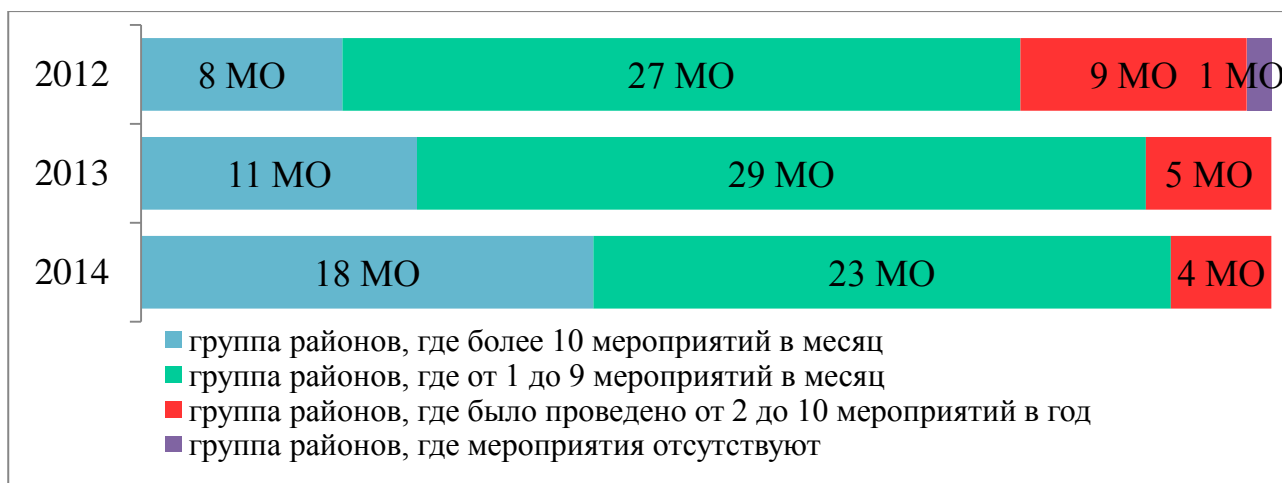 2012 8 МО 27 МО 9 МО 1 МО
2013 11 МО 29 МО 5 МО
2014 18 МО 23 МО 4 МО
группа районов, где более 10 мероприятий в месяц
группа районов, где от 1 до 9 мероприятий в месяц
группа районов, где было проведено от 2 до 10 мероприятий в год
группа районов, где мероприятия отсутствуют